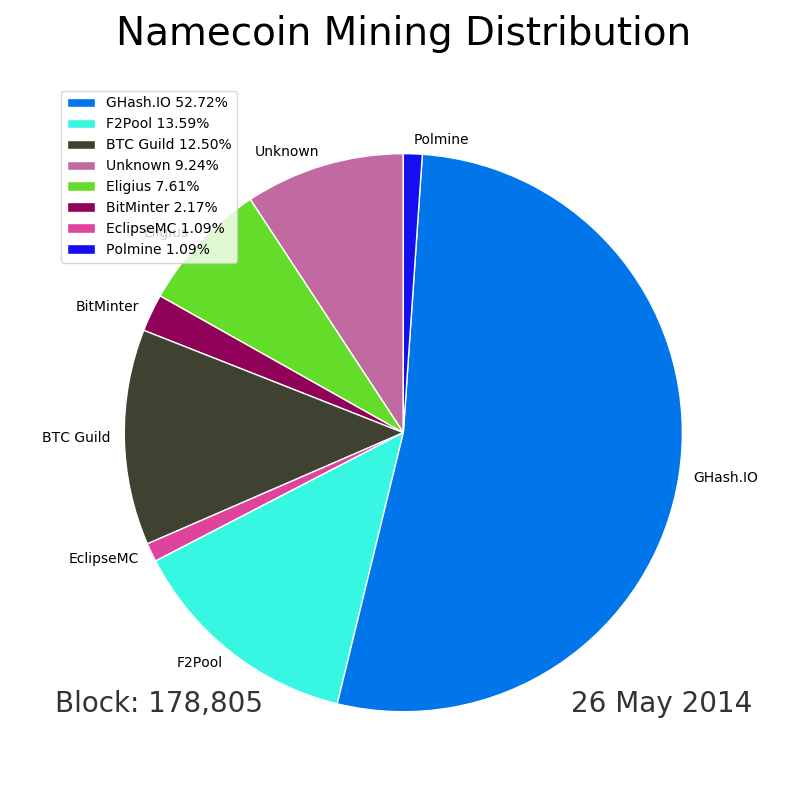 Namecoin Mining Distribution
GHash.IO 52.72%
F2Pool 13.59%
BTC Guild 12.50%
Unknown 9.24%
Eligius 7.61%
BitMinter 2.17%
EclipseMC 1.09%
Polmine 1.09%
Polmine
Unknown
Eligius
BitMinter
BTC Guild
GHash.IO
EclipseMC
F2Pool
Block: 178,805
26 May 2014